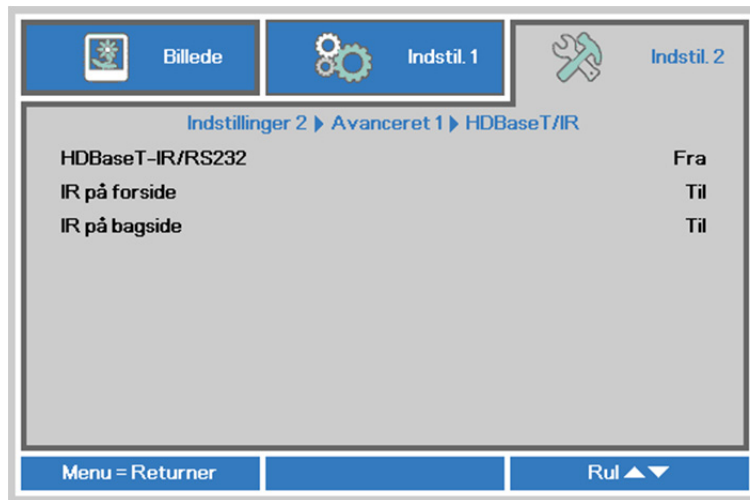 Billede Indstil. 1 Indstil. 2
Indstillinger 2 ▶ Avanceret 1 ▶ HDBaseT/IR
HDBaseT-IR/RS232 Fra
IR på forside Til
IR på bagside Til
Menu = Returner Rul ▲▼